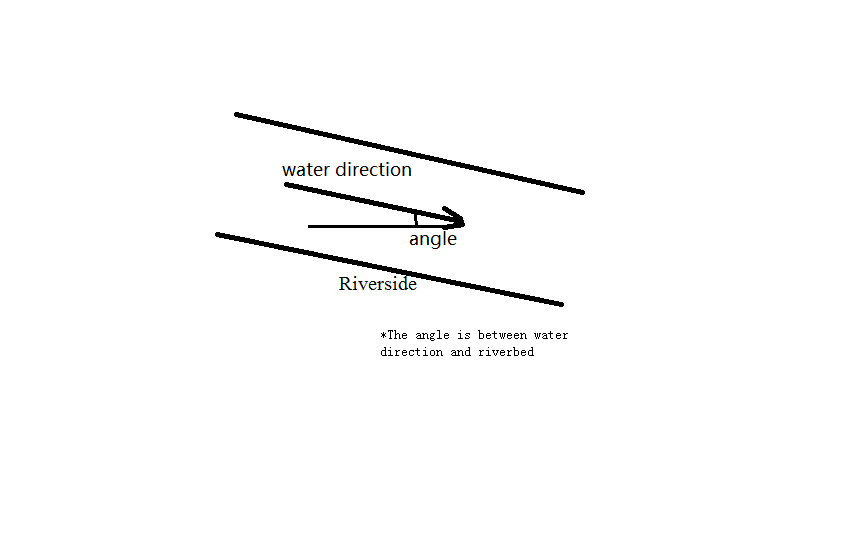 water direction
angle
Riverside
*The angle is between water
direction and riverbed